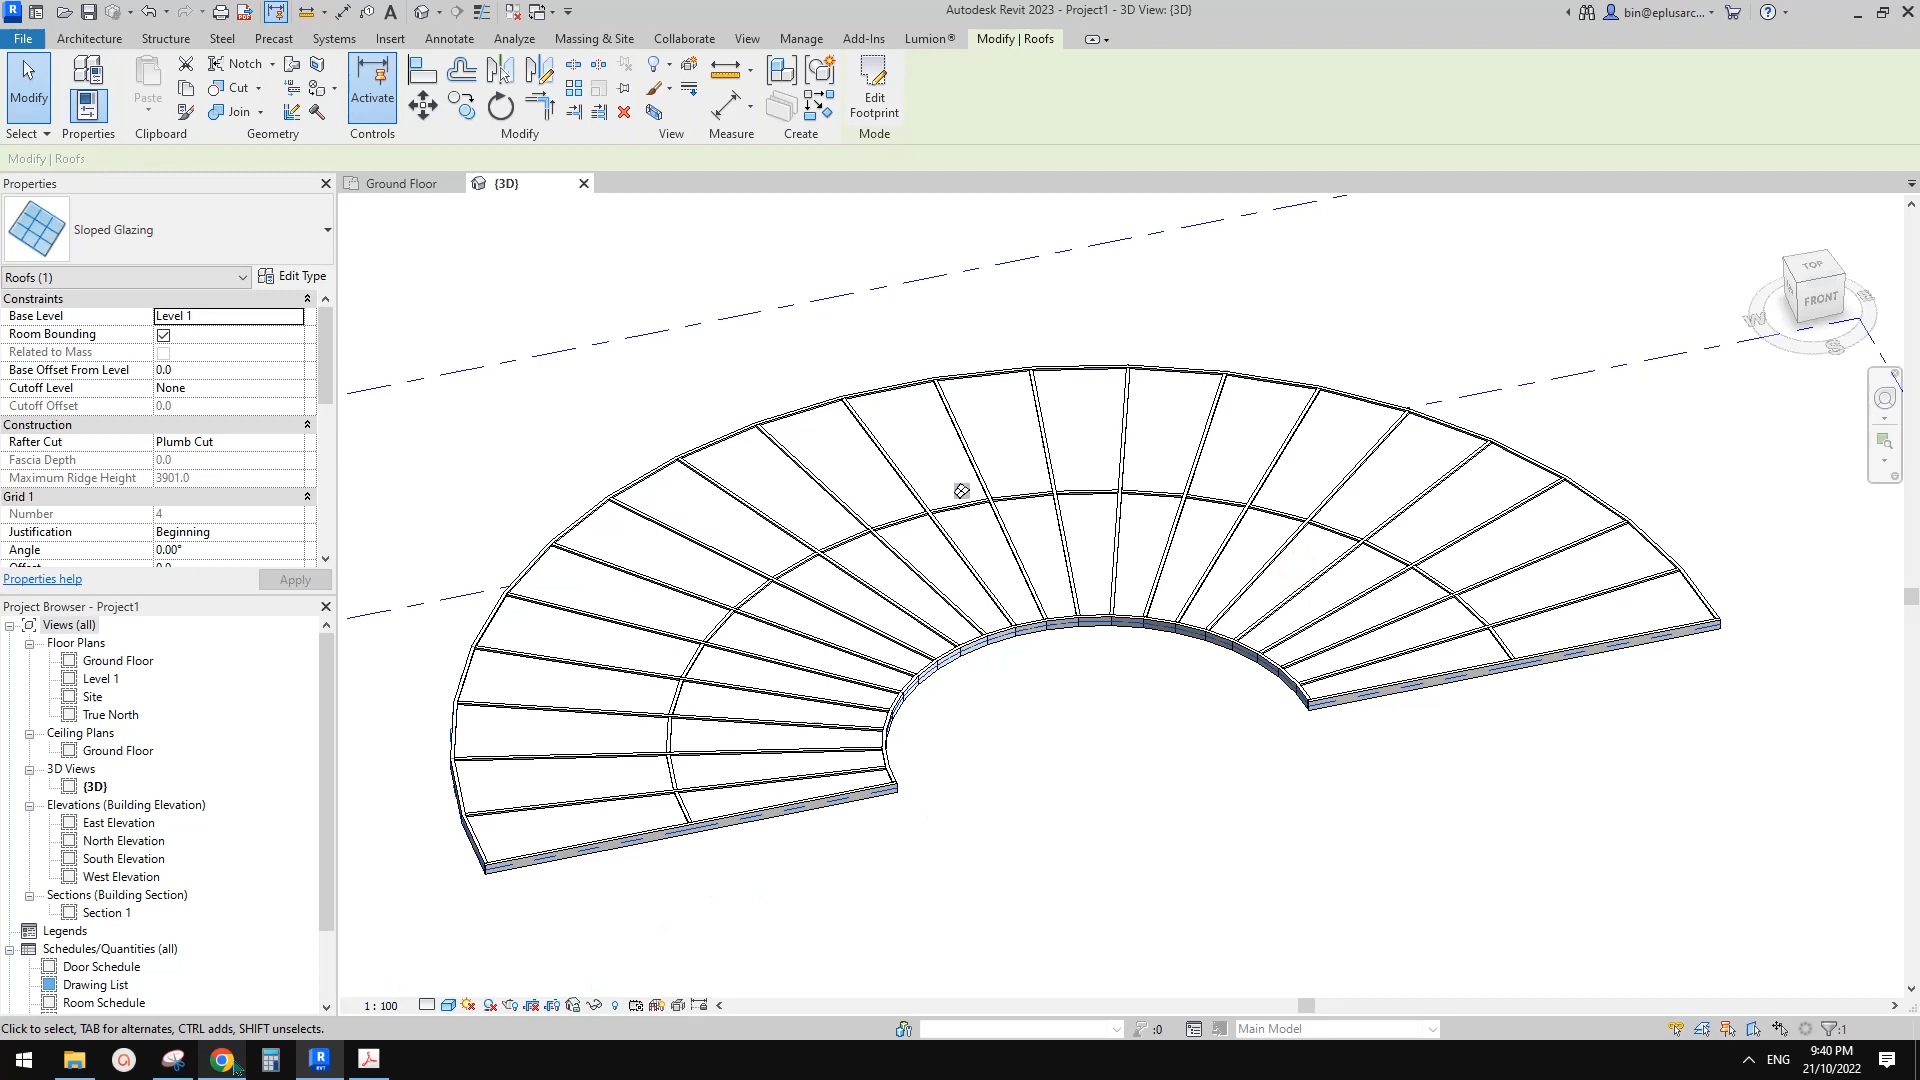 Autodesk Revit 2023 - Project1 - 3D View: {3D}
bin@eplusarc...
File Architecture Structure Steel Precast Systems Insert Annotate Analyze Massing & Site Collaborate View Manage Add-Ins Lumion® Modify | Roofs
Modify
Paste
Notch
Cut
Join
Activate
Edit
Footprint
Select Properties Clipboard Geometry Controls Modify View Measure Create Mode
Modify | Roofs
Properties
Ground Floor
{3D}
Sloped Glazing
Roofs (1)
Edit Type
Constraints
Base Level Level 1
Room Bounding
Related to Mass
Base Offset From Level 0.0
Cutoff Level None
Cutoff Offset 0.0
Construction
Rafter Cut Plumb Cut
Fascia Depth 0.0
Maximum Ridge Height 3901.0
Grid 1
Number 4
Justification Beginning
Angle 0.00°
Properties help
Apply
TOP
FRONT
W
S
Project Browser - Project1
Views (all)
Floor Plans
Ground Floor
Level 1
Site
True North
Ceiling Plans
Ground Floor
3D Views
{3D}
Elevations (Building Elevation)
East Elevation
North Elevation
South Elevation
West Elevation
Sections (Building Section)
Section 1
Legends
Schedules/Quantities (all)
Door Schedule
Drawing List
Room Schedule
1 : 100
Click to select, TAB for alternates, CTRL adds, SHIFT unselects.
:0
Main Model
:1
ENG
9:40 PM
21/10/2022